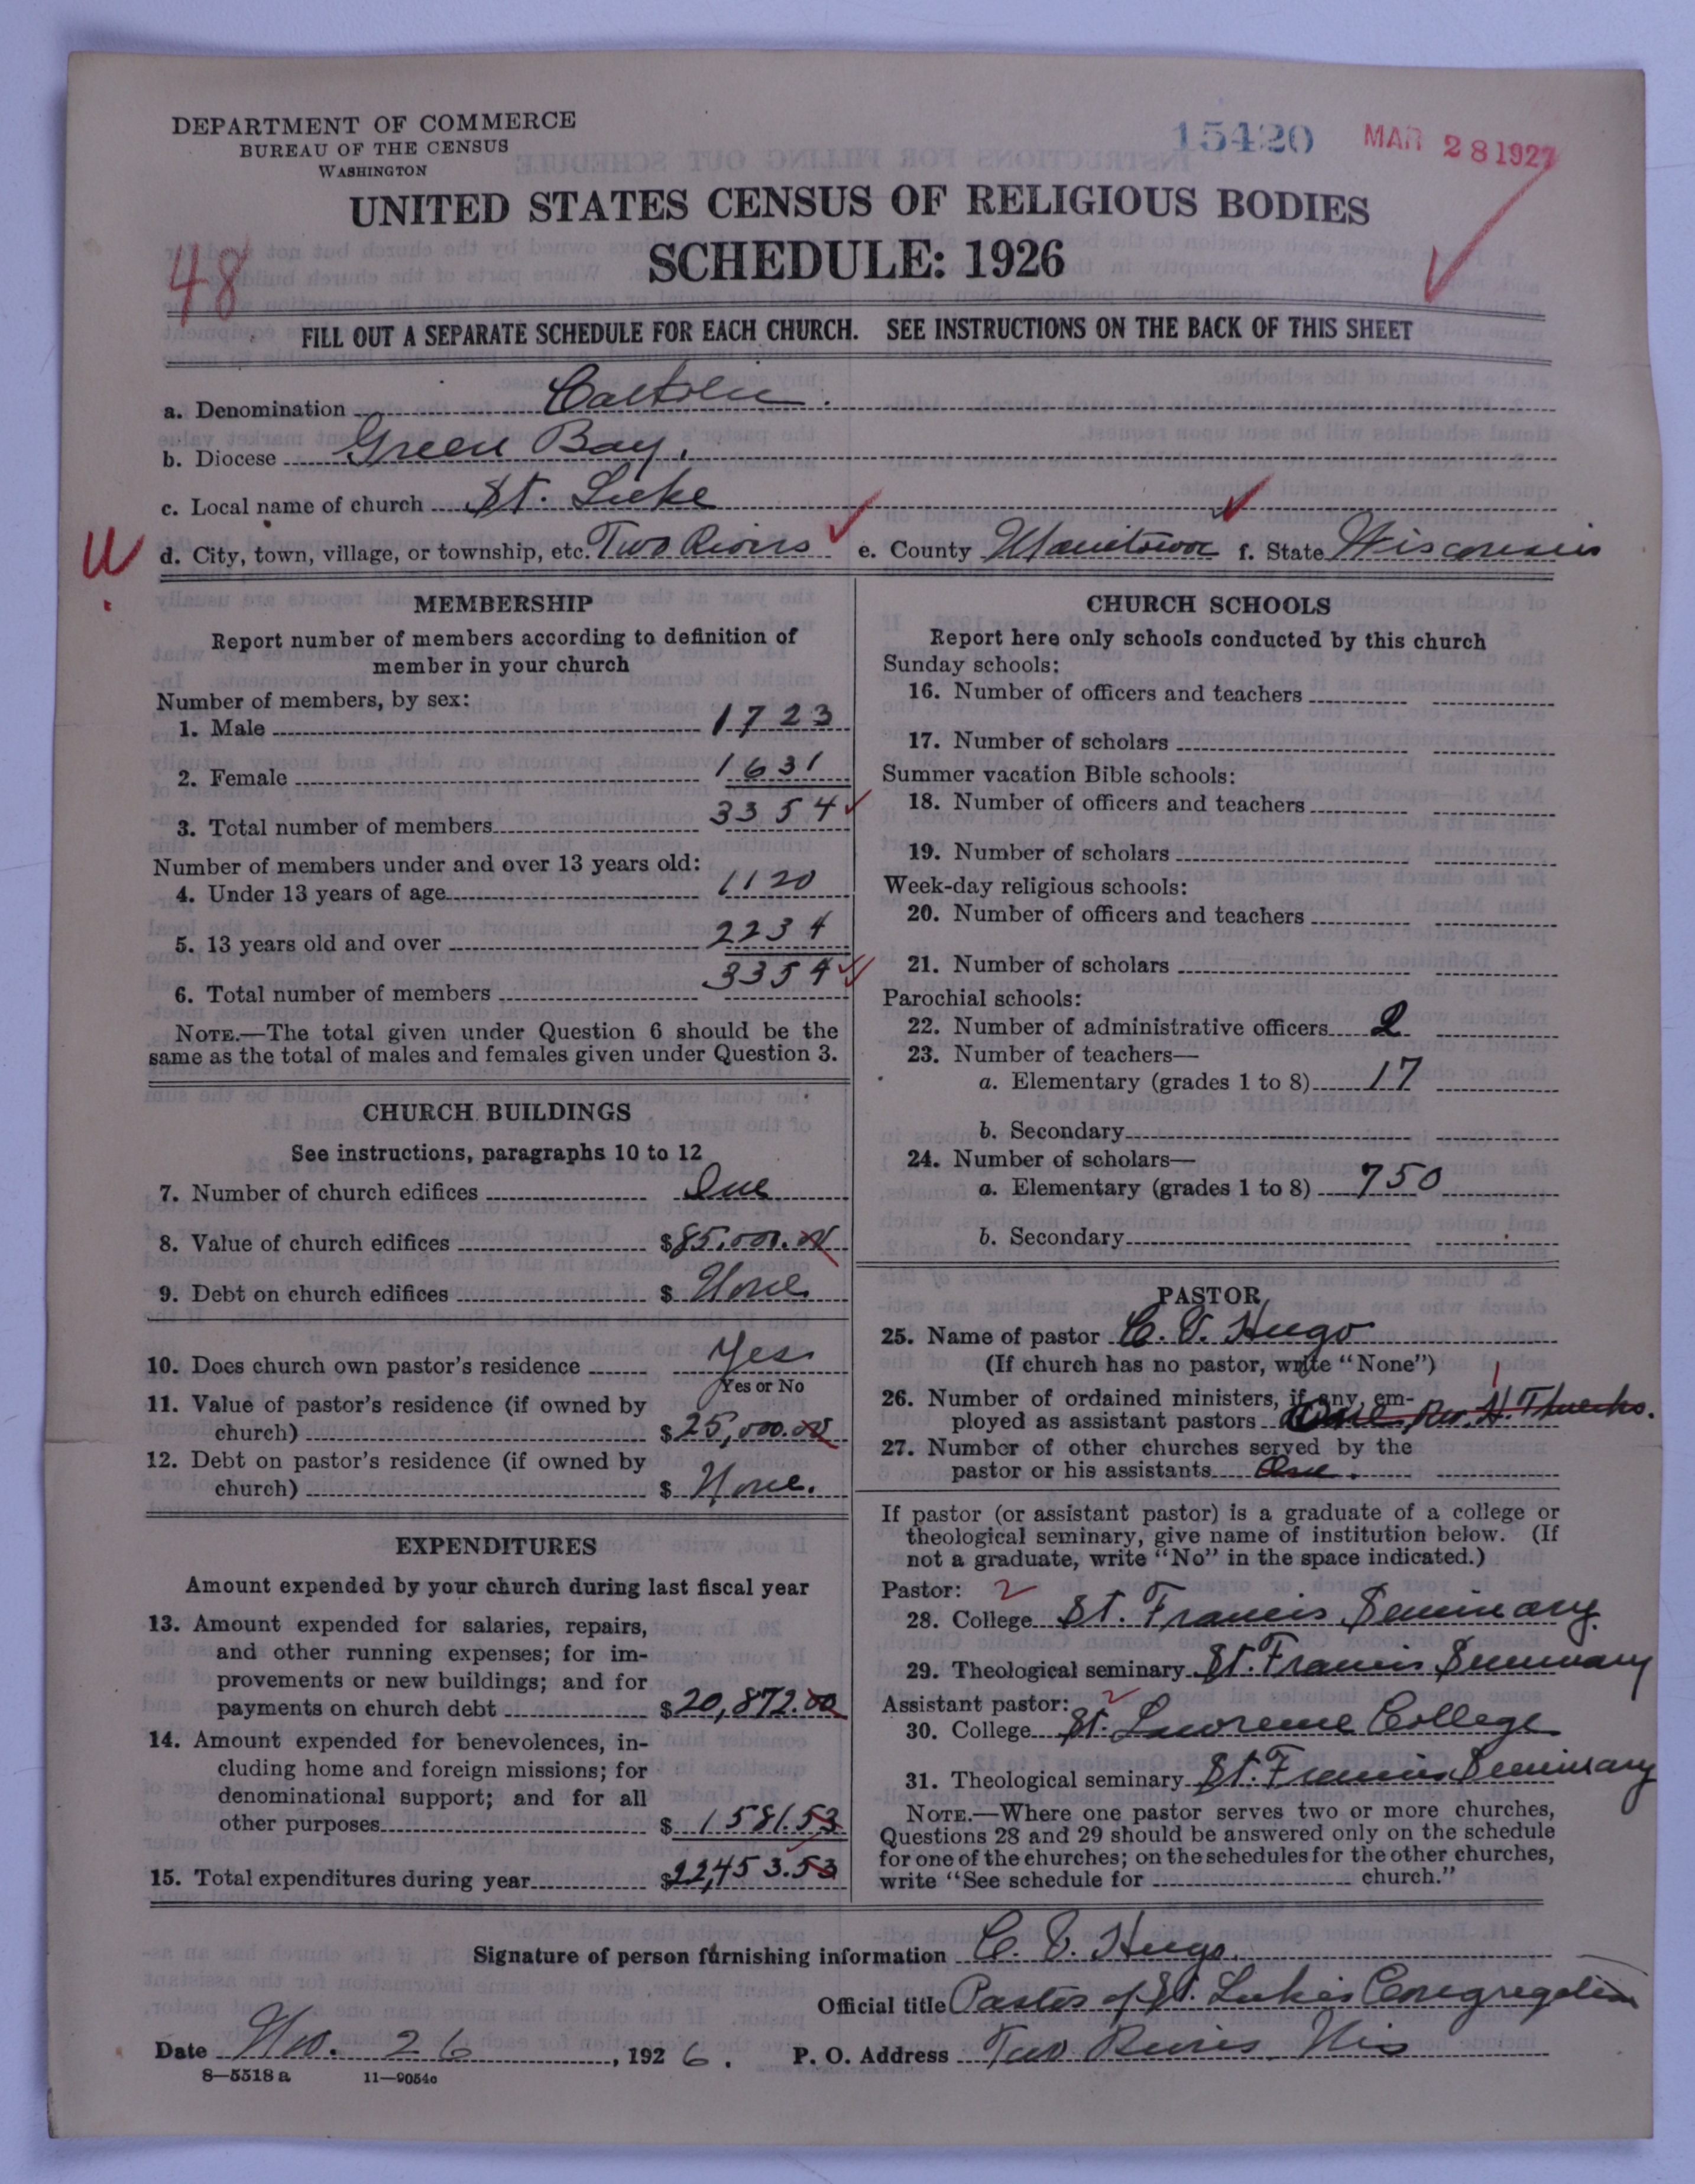 DEPARTMENT OF COMMERCE
BUREAU OF THE CENSUS
WASHINGTON
15420 MAR 28 1927
UNITED STATES CENSUS OF RELIGIOUS BODIES
SCHEDULE: 1926
48
FILL OUT A SEPARATE SCHEDULE FOR EACH CHURCH. SEE INSTRUCTIONS ON THE BACK OF THIS SHEET
a. Denomination Catholic.
b. Diocese Green Bay,
c. Local name of church St. Luke
d. City, town, village, or township, etc. Two Rivers e. County Manitowoc f. State Wisconsin
MEMBERSHIP
Report number of members according to definition of
member in your church
Number of members, by sex:
1. Male 1723
2. Female 1631
3. Total number of members 3354
Number of members under and over 13 years old:
4. Under 13 years of age 1120
5. 13 years old and over 2234
6. Total number of members 3354
NOTE.—The total given under Question 6 should be the
same as the total of males and females given under Question 3.
CHURCH BUILDINGS
See instructions, paragraphs 10 to 12
7. Number of church edifices One
8. Value of church edifices $85,000.00
9. Debt on church edifices $ None
10. Does church own pastor's residence Yes
Yes or No
11. Value of pastor's residence (if owned by
church) $25,000.00
12. Debt on pastor's residence (if owned by
church) $ None.
EXPENDITURES
Amount expended by your church during last fiscal year
13. Amount expended for salaries, repairs,
and other running expenses; for im-
provements or new buildings; and for
payments on church debt $20,872.00
14. Amount expended for benevolences, in-
cluding home and foreign missions; for
denominational support; and for all
other purposes $ 1581.53
15. Total expenditures during year $22,453.53
CHURCH SCHOOLS
Report here only schools conducted by this church
Sunday schools:
16. Number of officers and teachers
17. Number of scholars
Summer vacation Bible schools:
18. Number of officers and teachers
19. Number of scholars
Week-day religious schools:
20. Number of officers and teachers
21. Number of scholars
Parochial schools:
22. Number of administrative officers 2
23. Number of teachers—
a. Elementary (grades 1 to 8) 17
b. Secondary
24. Number of scholars—
a. Elementary (grades 1 to 8) 750
b. Secondary
PASTOR
25. Name of pastor C. V. Hugo
(If church has no pastor, write "None")
26. Number of ordained ministers, if any, em- 1
ployed as assistant pastors One, Rev. H.
27. Number of other churches served by the
pastor or his assistants One.
If pastor (or assistant pastor) is a graduate of a college or
theological seminary, give name of institution below. (If
not a graduate, write "No" in the space indicated.)
Pastor: 2
28. College St. Francis Seminary.
29. Theological seminary St. Francis Seminary
Assistant pastor: 2
30. College St. Lawrence College
31. Theological seminary St. Francis Seminary
NOTE.—Where one pastor serves two or more churches,
Questions 28 and 29 should be answered only on the schedule
for one of the churches; on the schedules for the other churches,
write "See schedule for church."
Signature of person furnishing information C. V. Hugo.
Official title Pastor of St. Luke's Congregation
Date Nov. 26, 1926. P. O. Address Two Rivers Wis
8—5518 a 11—9054c